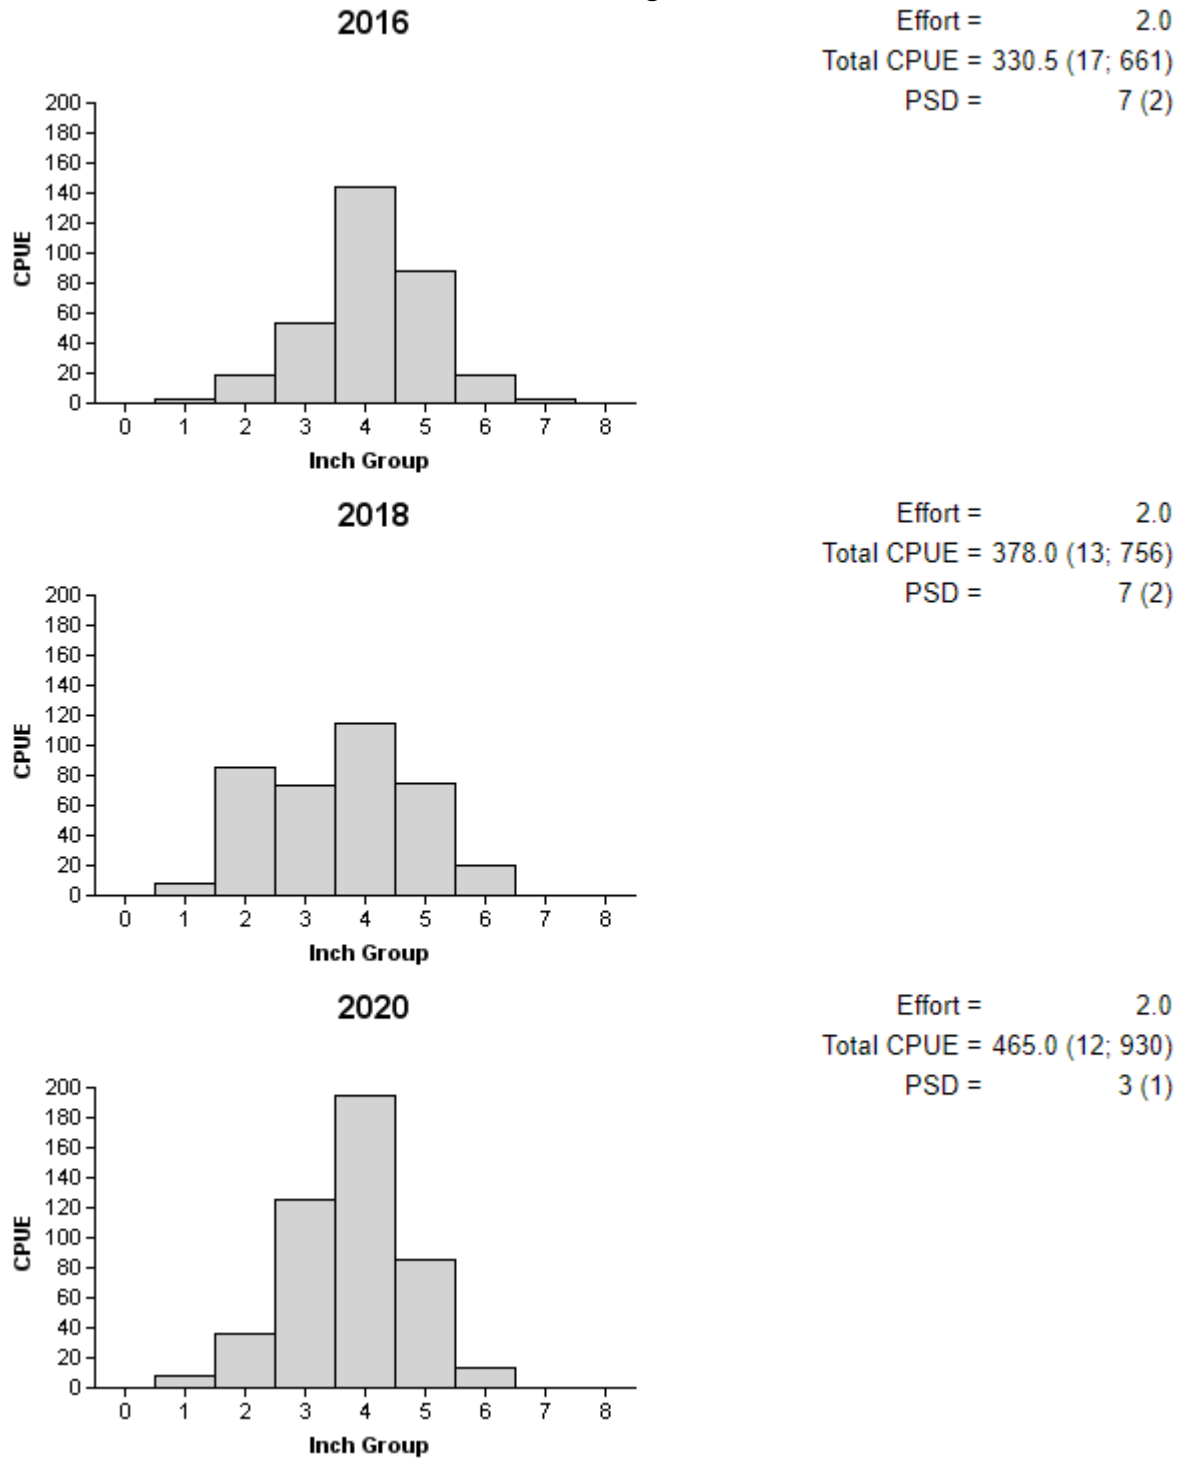 2016
Effort = 2.0
Total CPUE = 330.5 (17; 661)
PSD = 7 (2)
200
180
160
140
120
100
80
60
40
20
0
CPUE
0 1 2 3 4 5 6 7 8
Inch Group
2018
Effort = 2.0
Total CPUE = 378.0 (13; 756)
PSD = 7 (2)
200
180
160
140
120
100
80
60
40
20
0
CPUE
0 1 2 3 4 5 6 7 8
Inch Group
2020
Effort = 2.0
Total CPUE = 465.0 (12; 930)
PSD = 3 (1)
200
180
160
140
120
100
80
60
40
20
0
CPUE
0 1 2 3 4 5 6 7 8
Inch Group